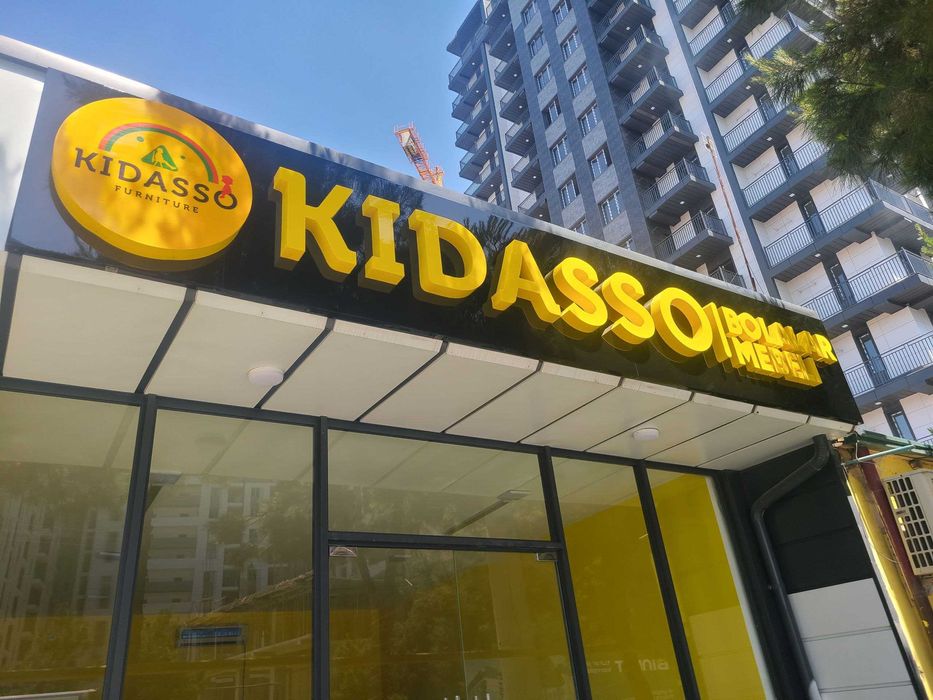 KIDASSO
FURNITURE
KIDASSO
BOLALAR
MEBELI